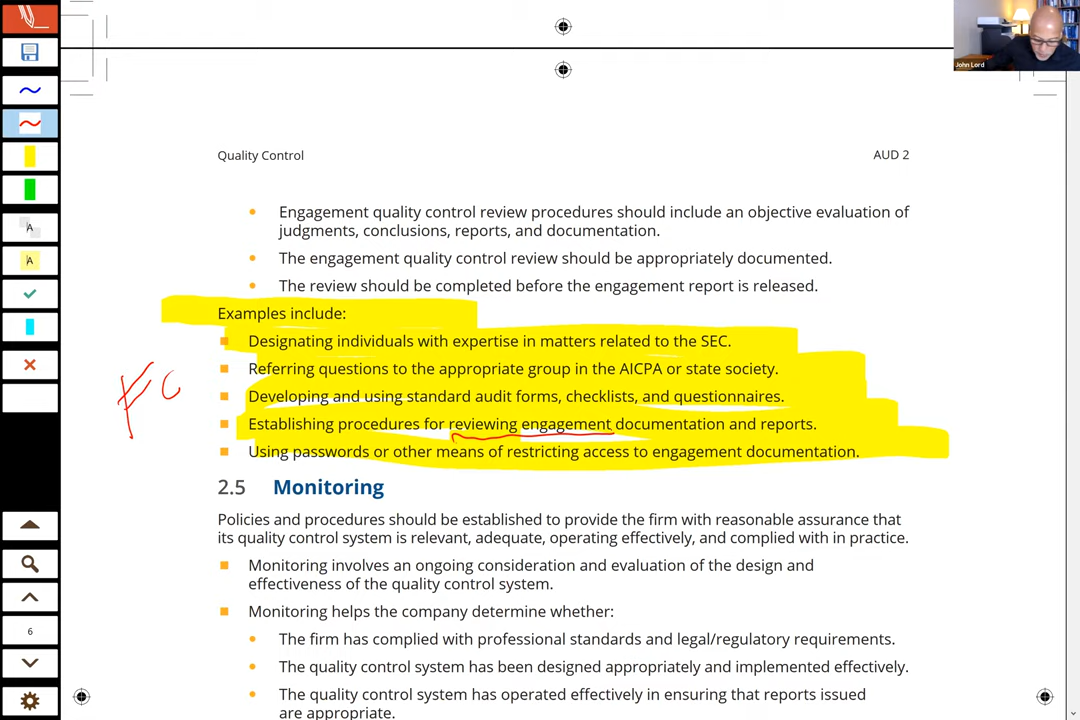 John Lord
Quality Control
AUD 2
Engagement quality control review procedures should include an objective evaluation of
judgments, conclusions, reports, and documentation.
The engagement quality control review should be appropriately documented.
The review should be completed before the engagement report is released.
Examples include:
Designating individuals with expertise in matters related to the SEC.
Referring questions to the appropriate group in the AICPA or state society.
Developing and using standard audit forms, checklists, and questionnaires.
Establishing procedures for reviewing engagement documentation and reports.
Using passwords or other means of restricting access to engagement documentation.
2.5 Monitoring
Policies and procedures should be established to provide the firm with reasonable assurance that
its quality control system is relevant, adequate, operating effectively, and complied with in practice.
Monitoring involves an ongoing consideration and evaluation of the design and
effectiveness of the quality control system.
Monitoring helps the company determine whether:
The firm has complied with professional standards and legal/regulatory requirements.
The quality control system has been designed appropriately and implemented effectively.
The quality control system has operated effectively in ensuring that reports issued
are appropriate.
A
A
6